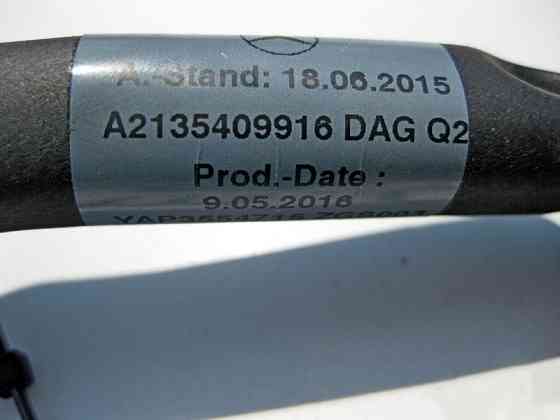 A.-Stand: 18.06.2015
A2135409916 DAG Q2
Prod.-Date :
9.05.2016